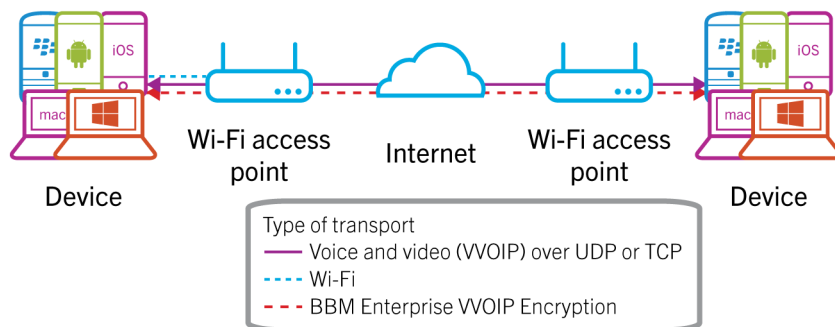 iOS
iOS
mac
mac
Wi-Fi access
point
Internet
Wi-Fi access
point
Device
Device
Type of transport
Voice and video (VVOIP) over UDP or TCP
Wi-Fi
BBM Enterprise VVOIP Encryption